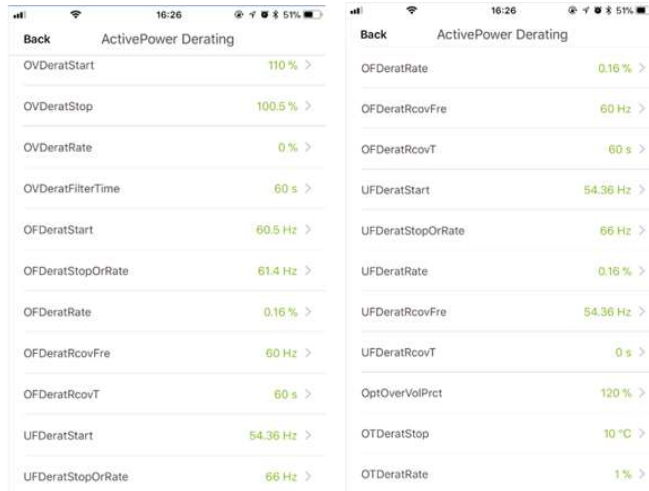 16:26 51%
Back ActivePower Derating
OVDeratStart 110 %
OVDeratStop 100.5 %
OVDeratRate 0 %
OVDeratFilterTime 60 s
OFDeratStart 60.5 Hz
OFDeratStopOrRate 61.4 Hz
OFDeratRate 0.16 %
OFDeratRcovFre 60 Hz
OFDeratRcovT 60 s
UFDeratStart 54.36 Hz
UFDeratStopOrRate 66 Hz
16:26 51%
Back ActivePower Derating
OFDeratRate 0.16 %
OFDeratRcovFre 60 Hz
OFDeratRcovT 60 s
UFDeratStart 54.36 Hz
UFDeratStopOrRate 66 Hz
UFDeratRate 0.16 %
UFDeratRcovFre 54.36 Hz
UFDeratRcovT 0 s
OptOverVolPrct 120 %
OTDeratStop 10 °C
OTDeratRate 1 %